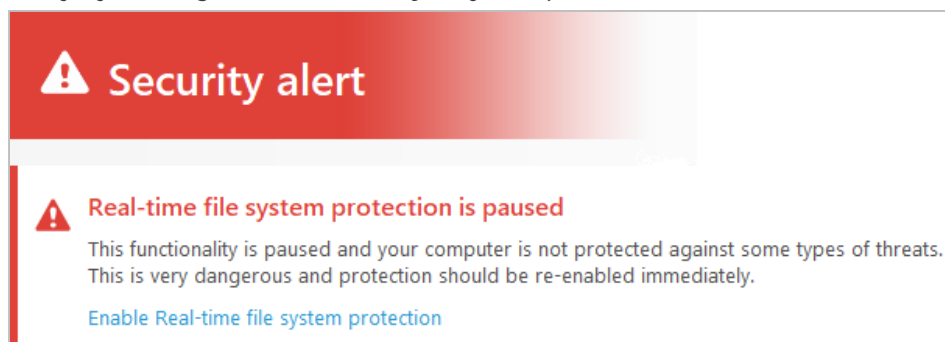 Security alert
Real-time file system protection is paused
This functionality is paused and your computer is not protected against some types of threats.
This is very dangerous and protection should be re-enabled immediately.
Enable Real-time file system protection